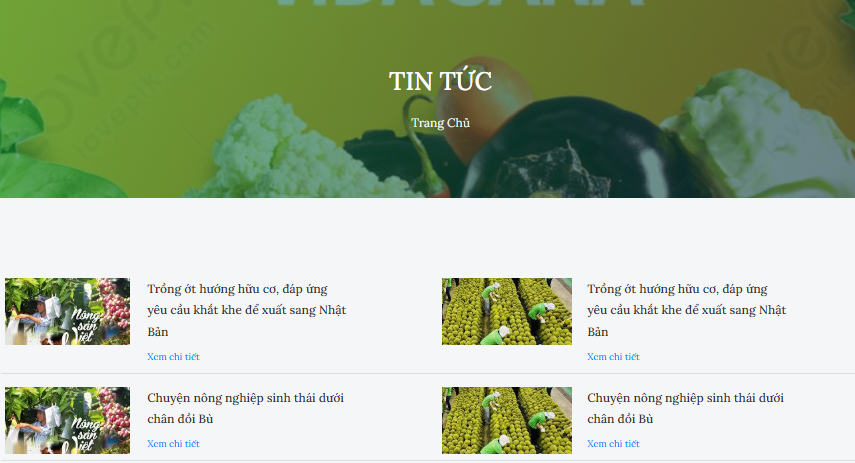 TIN TỨC
Trang Chủ
Trồng ớt hướng hữu cơ, đáp ứng
yêu cầu khắt khe để xuất sang Nhật
Bản
Xem chi tiết
Trồng ớt hướng hữu cơ, đáp ứng
yêu cầu khắt khe để xuất sang Nhật
Bản
Xem chi tiết
Nông
sản
Việt
Chuyện nông nghiệp sinh thái dưới
chân đồi Bù
Xem chi tiết
Chuyện nông nghiệp sinh thái dưới
chân đồi Bù
Xem chi tiết
Nông
sản
Việt